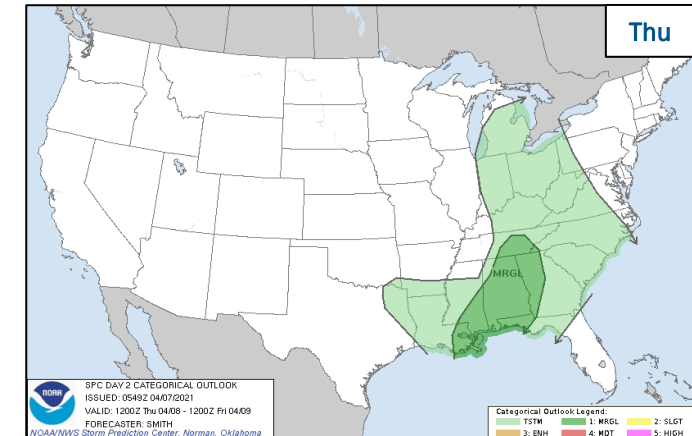 Thu
MRGL
SPC DAY 2 CATEGORICAL OUTLOOK
ISSUED: 0549Z 04/07/2021
VALID: 1200Z Thu 04/08 - 1200Z Fri 04/09
FORECASTER: SMITH
NOAA/NWS Storm Prediction Center, Norman, Oklahoma
NOAA
Categorical Outlook Legend:
TSTM 1: MRGL 2: SLGT
3: ENH 4: MDT 5: HIGH